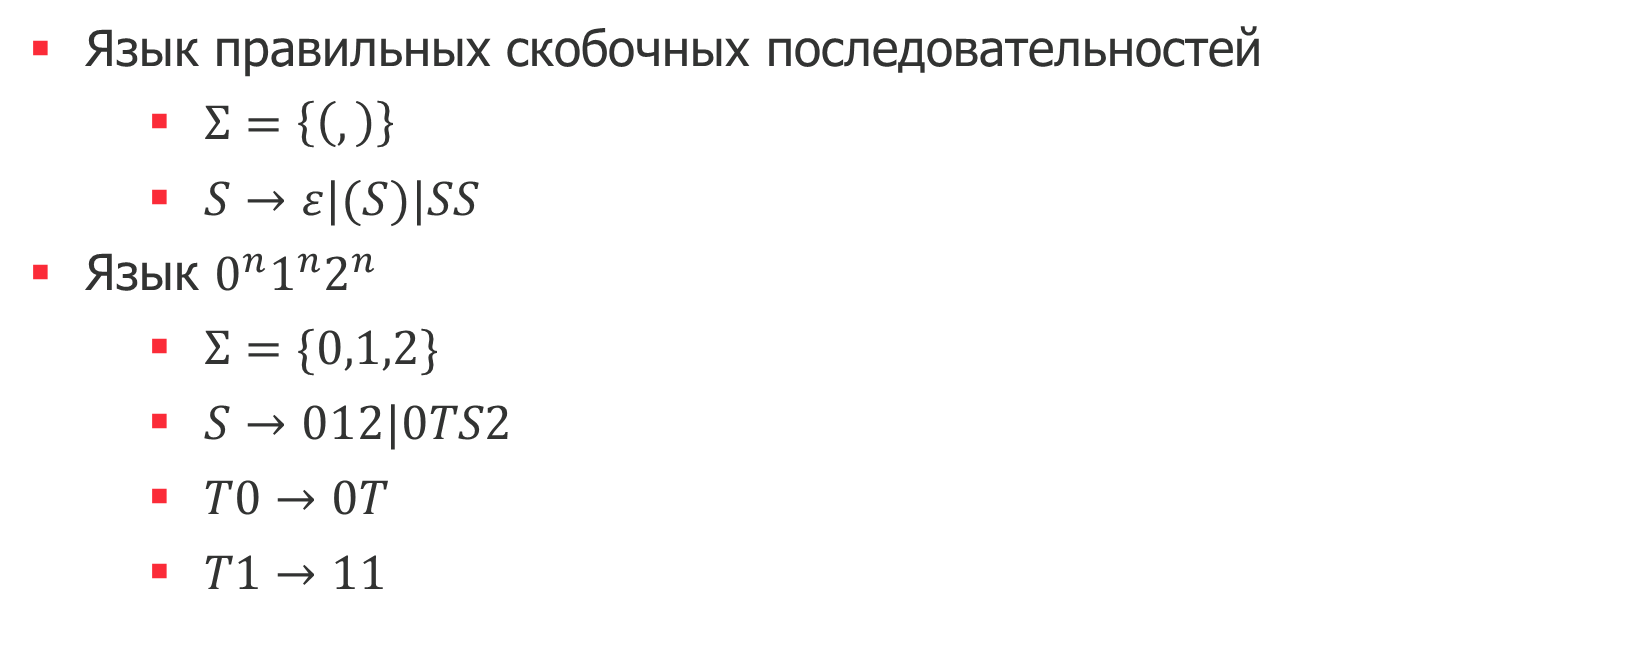 ▪ Язык правильных скобочных последовательностей
▪ Σ = {(, )}
▪ S → ε|(S)|SS
▪ Язык 0ⁿ1ⁿ2ⁿ
▪ Σ = {0,1,2}
▪ S → 012|0TS2
▪ T0 → 0T
▪ T1 → 11